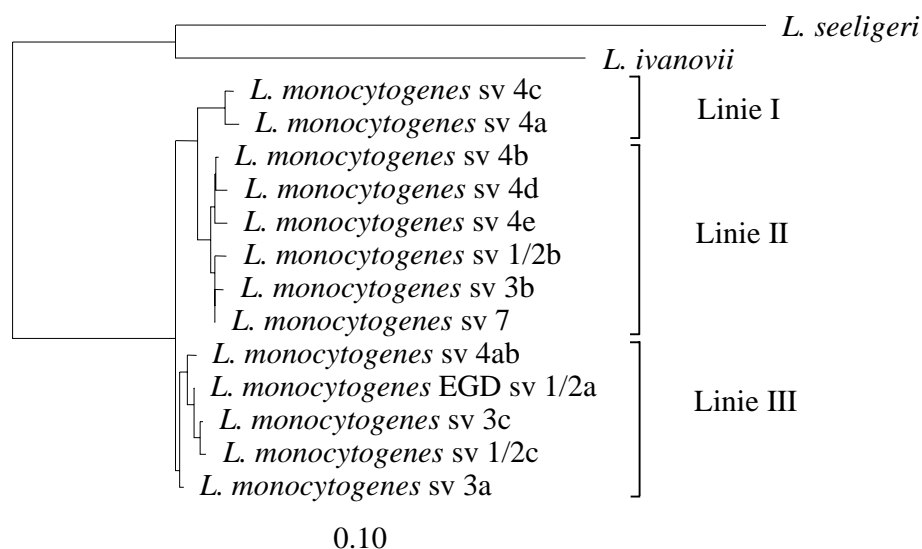 L. seeligeri
L. ivanovii
L. monocytogenes sv 4c
Linie I
L. monocytogenes sv 4a
L. monocytogenes sv 4b
L. monocytogenes sv 4d
L. monocytogenes sv 4e
Linie II
L. monocytogenes sv 1/2b
L. monocytogenes sv 3b
L. monocytogenes sv 7
L. monocytogenes sv 4ab
L. monocytogenes EGD sv 1/2a
Linie III
L. monocytogenes sv 3c
L. monocytogenes sv 1/2c
L. monocytogenes sv 3a
0.10